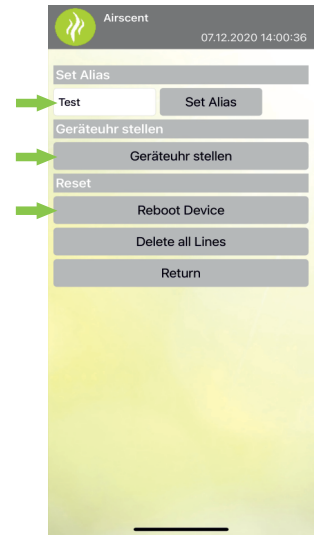 Airscent
07.12.2020 14:00:36
Set Alias
Test Set Alias
Geräteuhr stellen
Geräteuhr stellen
Reset
Reboot Device
Delete all Lines
Return